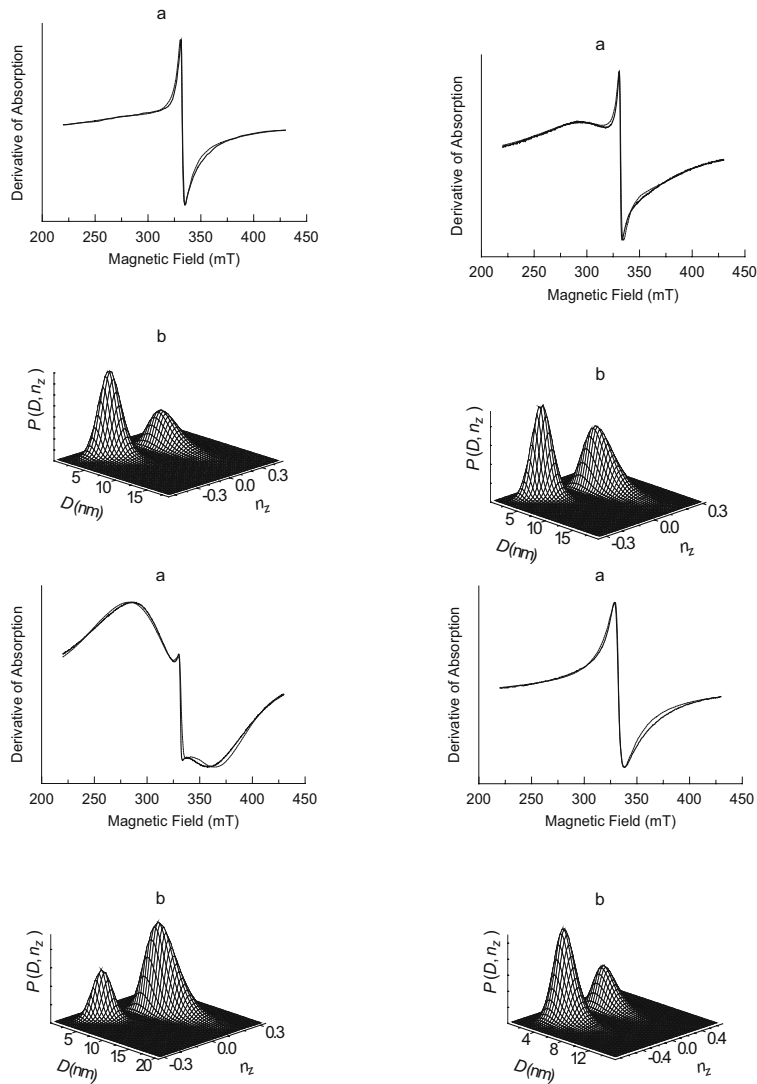 a
Derivative of Absorption
200 250 300 350 400 450
Magnetic Field (mT)
a
Derivative of Absorption
200 250 300 350 400 450
Magnetic Field (mT)
b
P(D, n_z)
5 10 15
D(nm)
-0.3 0.0 0.3
n_z
b
P(D, n_z)
5 10 15
D(nm)
-0.3 0.0 0.3
n_z
a
Derivative of Absorption
200 250 300 350 400 450
Magnetic Field (mT)
a
Derivative of Absorption
200 250 300 350 400 450
Magnetic Field (mT)
b
P(D, n_z)
5 10 15 20
D(nm)
-0.3 0.0 0.3
n_z
b
P(D, n_z)
4 8 12
D(nm)
-0.4 0.0 0.4
n_z